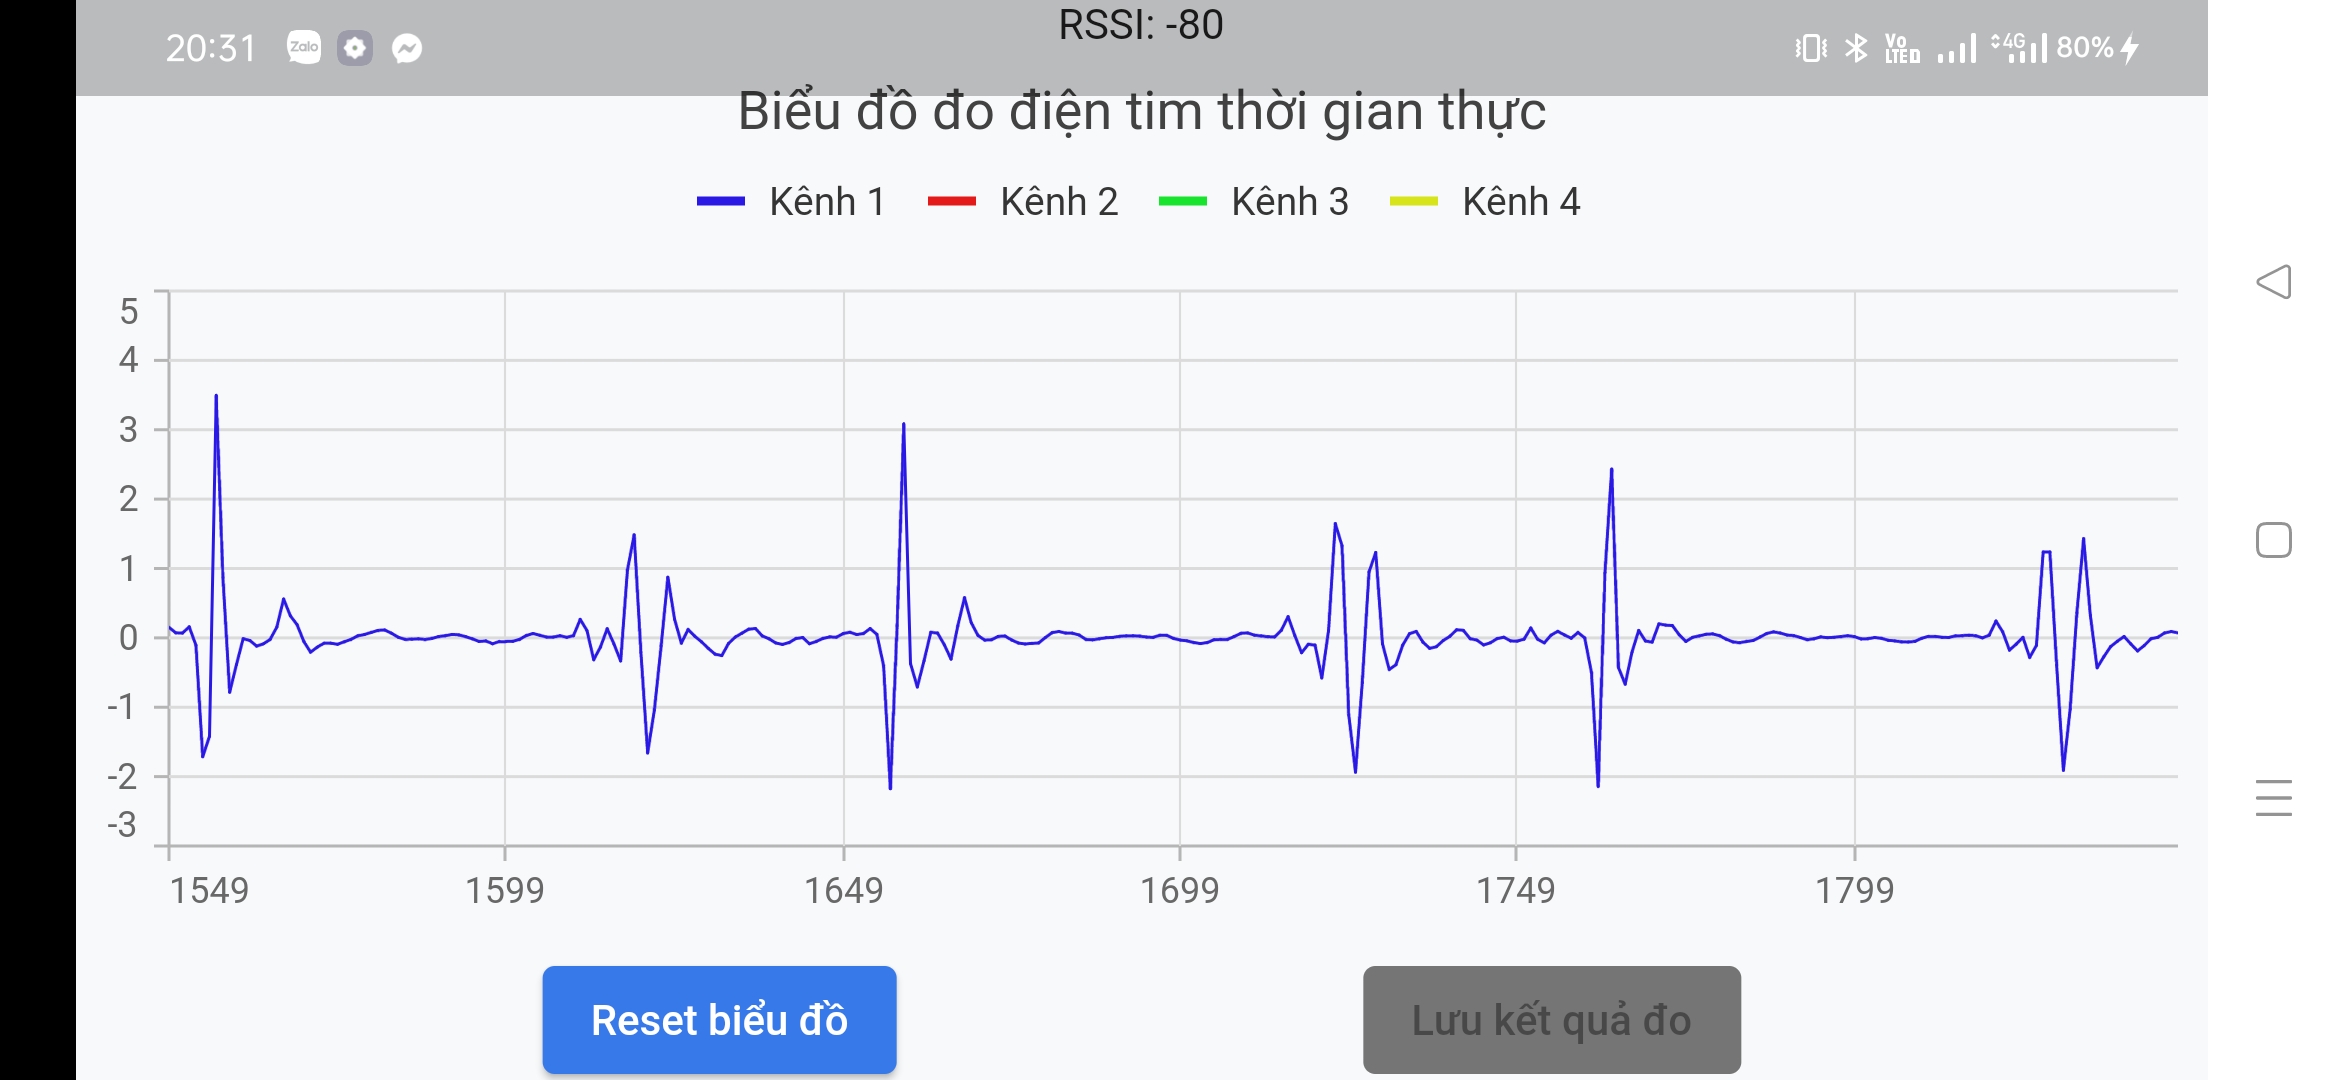 RSSI: -80
20:31 Zalo Vo LTE D 4G 80%
Biểu đồ đo điện tim thời gian thực
Kênh 1 Kênh 2 Kênh 3 Kênh 4
5
4
3
2
1
0
-1
-2
-3
1549 1599 1649 1699 1749 1799
Reset biểu đồ Lưu kết quả đo